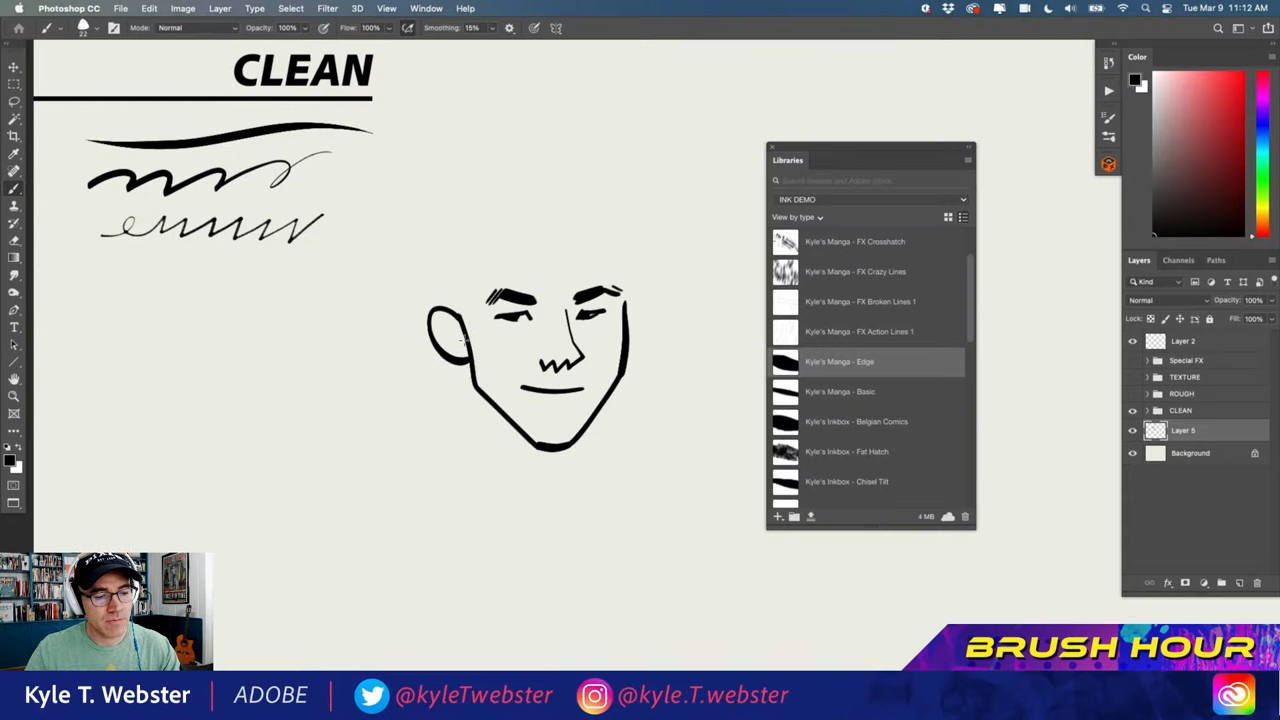 Photoshop CC File Edit Image Layer Type Select Filter 3D View Window Help
Tue Mar 9 11:12 AM
22 Mode: Normal Opacity: 100% Flow: 100% Smoothing: 15%
CLEAN
Color
Libraries
INK DEMO
View by type
Kyle's Manga - FX Crosshatch
Kyle's Manga - FX Crazy Lines
Kyle's Manga - FX Broken Lines 1
Kyle's Manga - FX Action Lines 1
Kyle's Manga - Edge
Kyle's Manga - Basic
Kyle's Inkbox - Belgian Comics
Kyle's Inkbox - Fat Hatch
Kyle's Inkbox - Chisel Tilt
4 MB
Layers Channels Paths
Kind
Normal Opacity: 100%
Lock: Fill: 100%
Layer 2
Special FX
TEXTURE
ROUGH
CLEAN
Layer 5
Background
BRUSH HOUR
Kyle T. Webster | ADOBE @kyleTwebster @kyle.T.webster